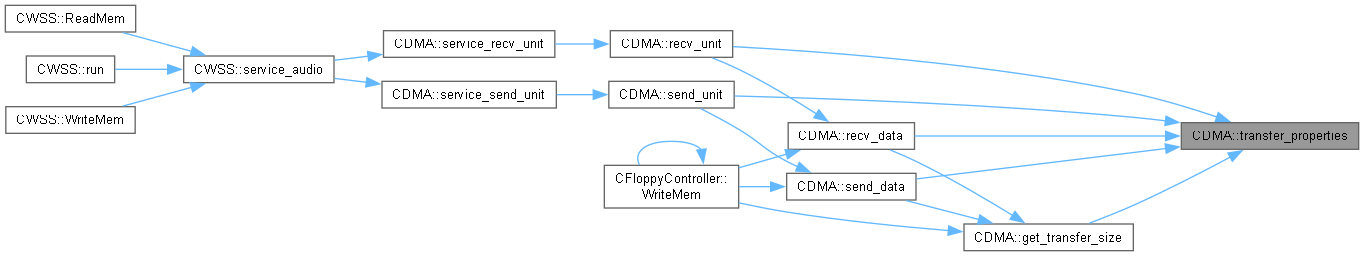 CWSS::ReadMem
CWSS::run
CWSS::WriteMem
CWSS::service_audio
CDMA::service_recv_unit
CDMA::service_send_unit
CDMA::recv_unit
CDMA::send_unit
CFloppyController::
WriteMem
CDMA::recv_data
CDMA::send_data
CDMA::get_transfer_size
CDMA::transfer_properties